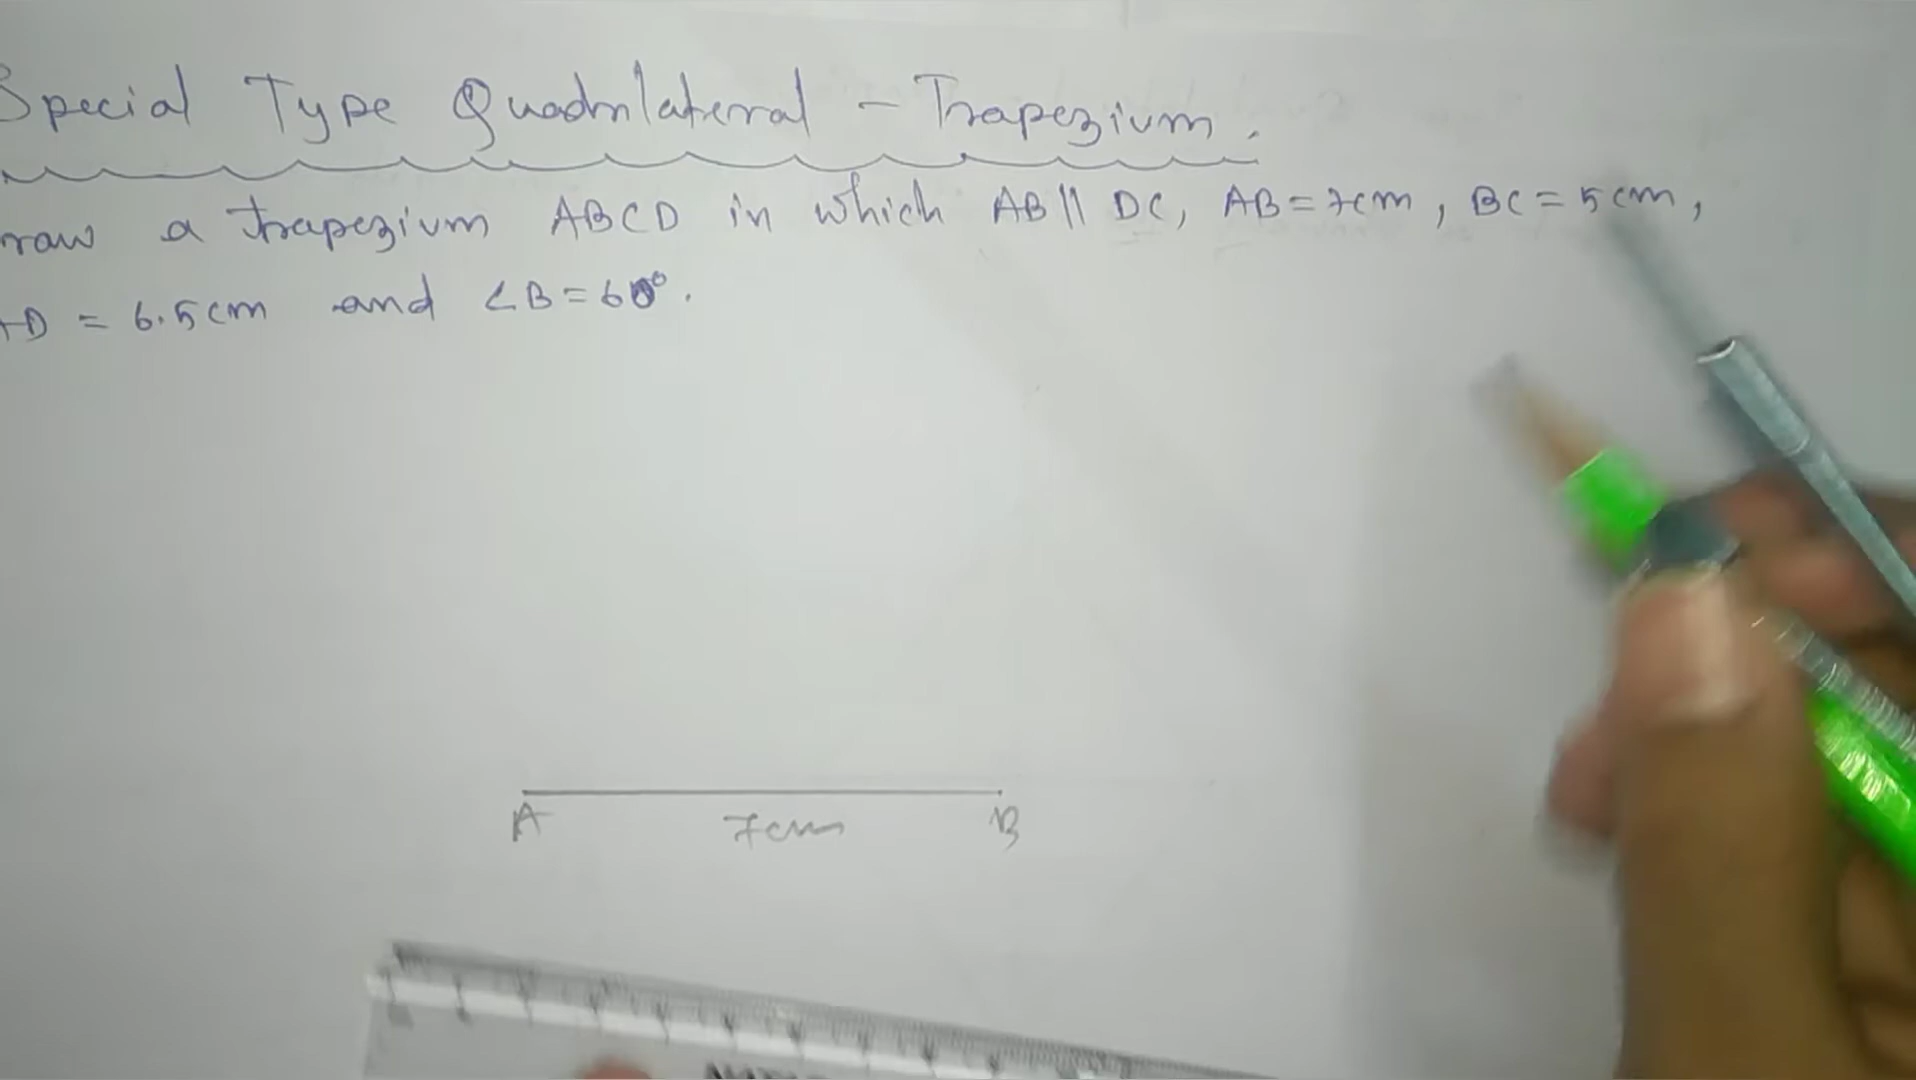 Special Type Quadrilateral - Trapezium.
raw a trapezium ABCD in which AB || DC, AB = 7cm, BC = 5cm,
AD = 6.5cm and ∠B = 60°.
A 7cm B